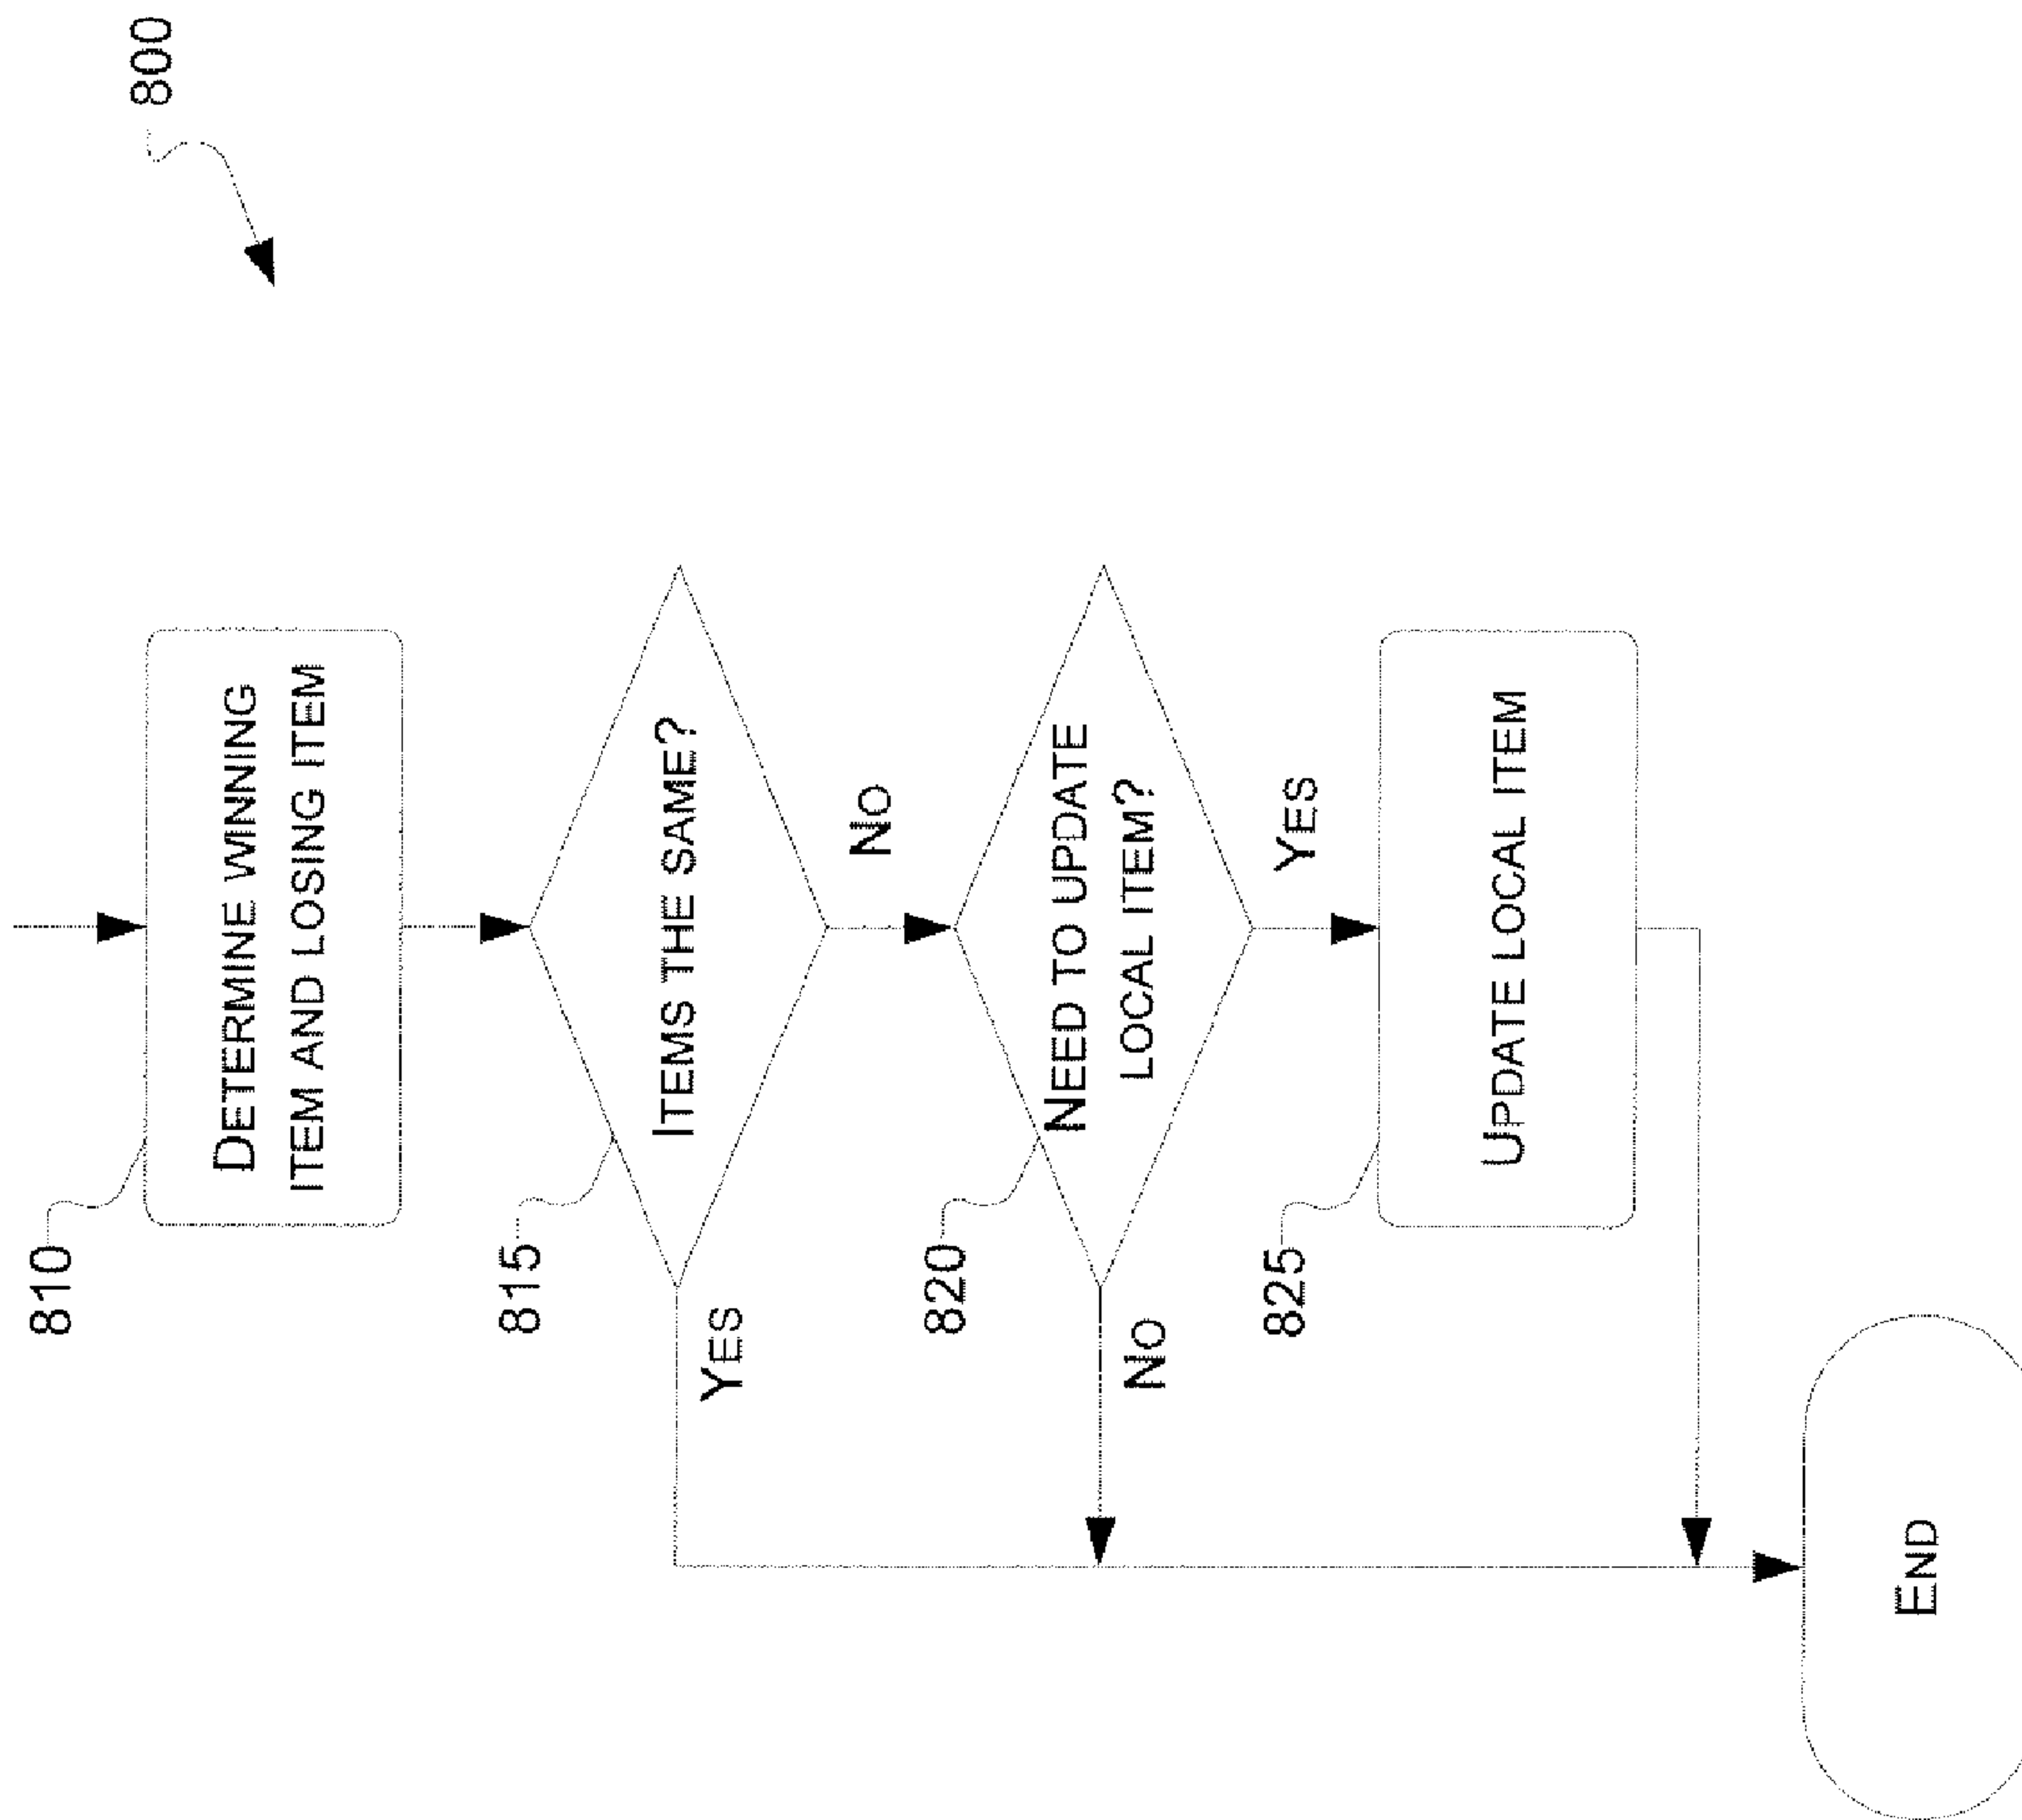 800
810
DETERMINE WINNING
ITEM AND LOSING ITEM
815
ITEMS THE SAME?
YES
NO
820
NEED TO UPDATE
LOCAL ITEM?
NO
YES
825
UPDATE LOCAL ITEM
END